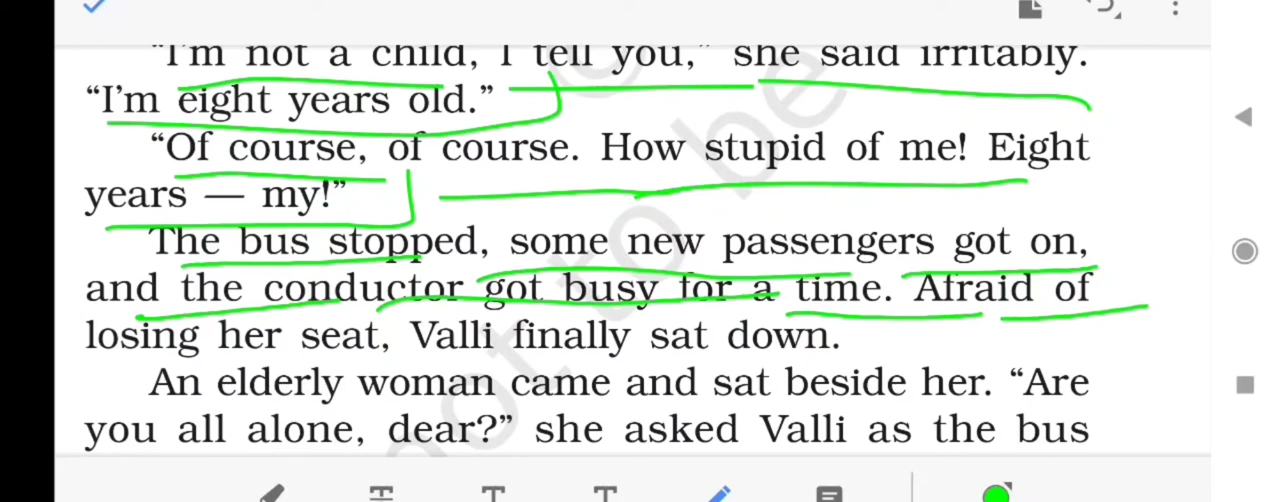 "I'm not a child, I tell you," she said irritably.
"I'm eight years old."
"Of course, of course. How stupid of me! Eight
years — my!"
The bus stopped, some new passengers got on,
and the conductor got busy for a time. Afraid of
losing her seat, Valli finally sat down.
An elderly woman came and sat beside her. "Are
you all alone, dear?" she asked Valli as the bus
not to be